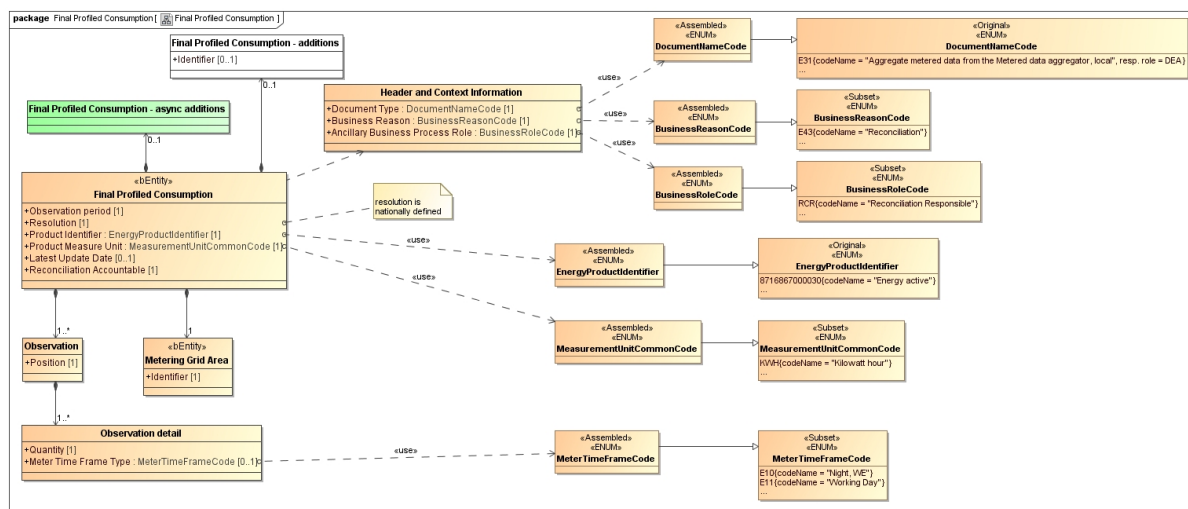 package Final Profiled Consumption [ Final Profiled Consumption ]
Final Profiled Consumption - additions
+Identifier [0..1]
0..1
Final Profiled Consumption - async additions
0..1
Header and Context Information
+Document Type : DocumentNameCode [1]
+Business Reason : BusinessReasonCode [1]
+Ancillary Business Process Role : BusinessRoleCode [1]
«use»
«use»
«use»
«Assembled»
«ENUM»
DocumentNameCode
«Original»
«ENUM»
DocumentNameCode
E31{codeName = "Aggregate metered data from the Metered data aggregator, local", resp. role = DEA}
...
«Assembled»
«ENUM»
BusinessReasonCode
«Subset»
«ENUM»
BusinessReasonCode
E43{codeName = "Reconciliation"}
...
«Assembled»
«ENUM»
BusinessRoleCode
«Subset»
«ENUM»
BusinessRoleCode
RCR{codeName = "Reconciliation Responsible"}
...
«bEntity»
Final Profiled Consumption
+Observation period [1]
+Resolution [1]
+Product Identifier : EnergyProductIdentifier [1]
+Product Measure Unit : MeasurementUnitCommonCode [1]
+Latest Update Date [0..1]
+Reconciliation Accountable [1]
resolution is
nationally defined
«use»
«use»
«Assembled»
«ENUM»
EnergyProductIdentifier
«Original»
«ENUM»
EnergyProductIdentifier
8716867000030{codeName = "Energy active"}
...
«Assembled»
«ENUM»
MeasurementUnitCommonCode
«Subset»
«ENUM»
MeasurementUnitCommonCode
KWH{codeName = "Kilowatt hour"}
...
1..*
1
Observation
+Position [1]
«bEntity»
Metering Grid Area
+Identifier [1]
1..*
Observation detail
+Quantity [1]
+Meter Time Frame Type : MeterTimeFrameCode [0..1]
«use»
«Assembled»
«ENUM»
MeterTimeFrameCode
«Subset»
«ENUM»
MeterTimeFrameCode
E10{codeName = "Night, WE"}
E11{codeName = "Working Day"}
...